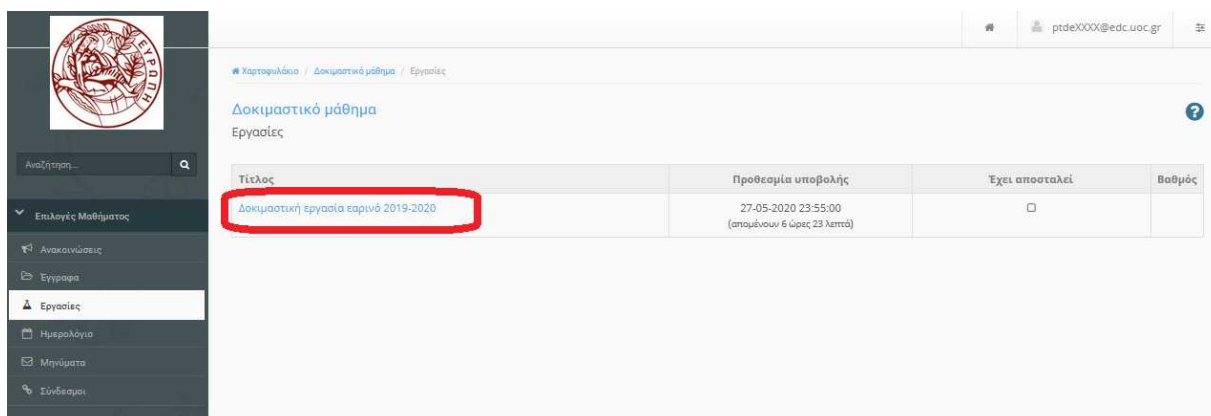 ΕΥΡΩΠΗ
ptdeXXXX@edc.uoc.gr
Χαρτοφυλάκιο / Δοκιμαστικό μάθημα / Εργασίες
Δοκιμαστικό μάθημα
Εργασίες
Αναζήτηση...
Τίτλος Προθεσμία υποβολής Έχει αποσταλεί Βαθμός
Δοκιμαστική εργασία εαρινό 2019-2020 27-05-2020 23:55:00
(απομένουν 6 ώρες 23 λεπτά)
Επιλογές Μαθήματος
Ανακοινώσεις
Έγγραφα
Εργασίες
Ημερολόγιο
Μηνύματα
Σύνδεσμοι